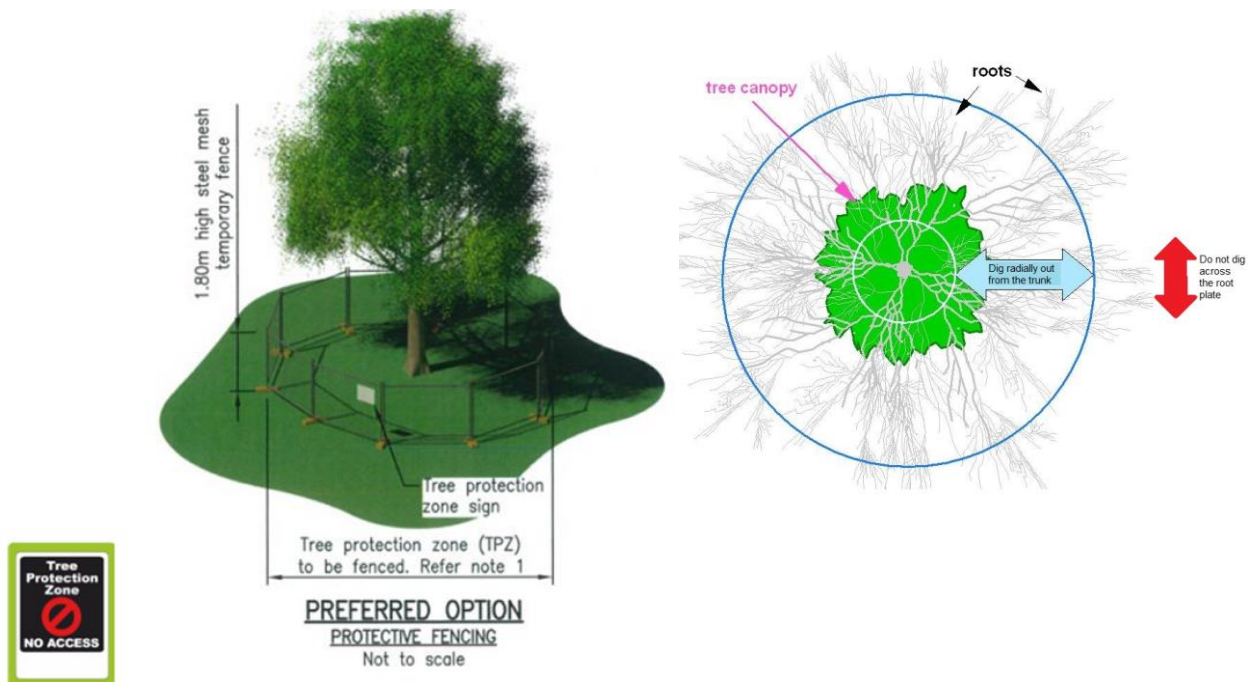 1.80m high steel mesh
temporary fence
Tree protection
zone sign
Tree protection zone (TPZ)
to be fenced. Refer note 1
PREFERRED OPTION
PROTECTIVE FENCING
Not to scale
Tree
Protection
Zone
NO ACCESS
roots
tree canopy
Dig radially out
from the trunk
Do not dig
across
the root
plate